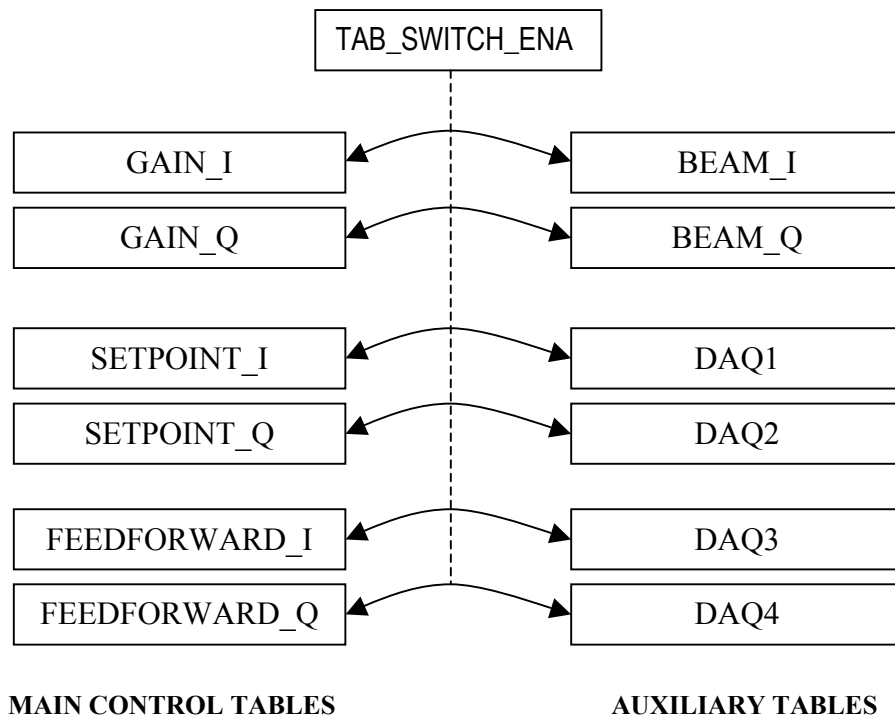 TAB_SWITCH_ENA
GAIN_I
BEAM_I
GAIN_Q
BEAM_Q
SETPOINT_I
DAQ1
SETPOINT_Q
DAQ2
FEEDFORWARD_I
DAQ3
FEEDFORWARD_Q
DAQ4
MAIN CONTROL TABLES
AUXILIARY TABLES